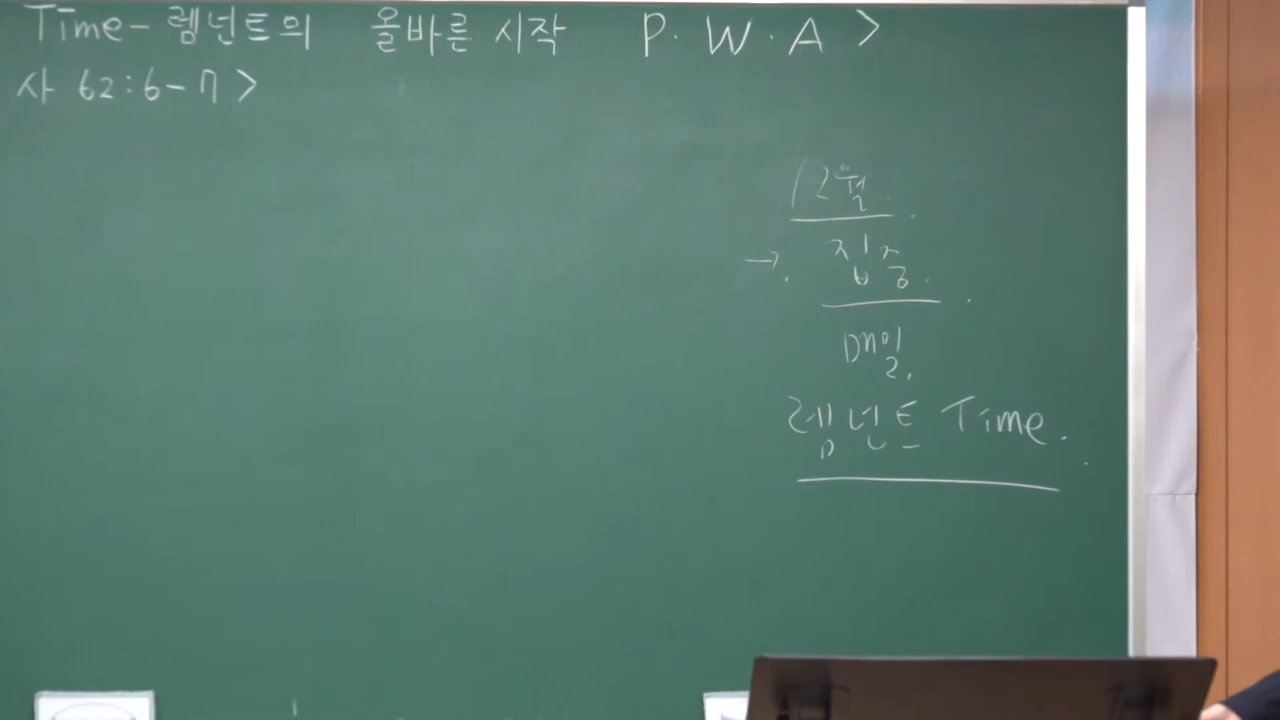 Time- 렘넌트의 올바른 시작 P. W. A >
사 62:6-7 >
12월.
→. 집중.
매일.
렘넌트 Time.